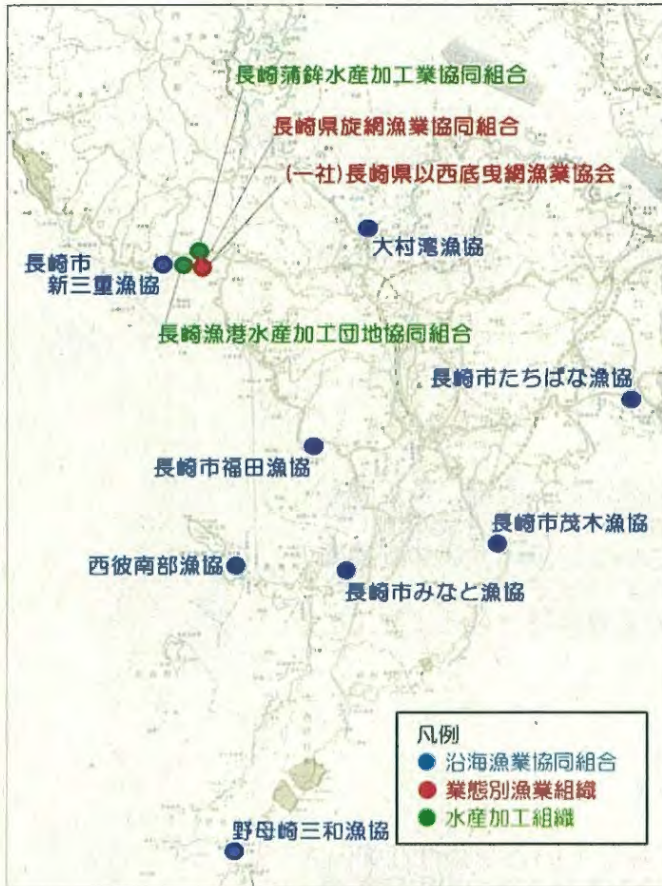 長崎蒲鉾水産加工業協同組合
長崎県旋網漁業協同組合
(一社)長崎県以西底曳網漁業協会
大村湾漁協
長崎市
新三重漁協
長崎漁港水産加工団地協同組合
長崎市たちばな漁協
長崎市福田漁協
長崎市茂木漁協
西彼南部漁協
長崎市みなと漁協
野母崎三和漁協
凡例
沿海漁業協同組合
業態別漁業組織
水産加工組織